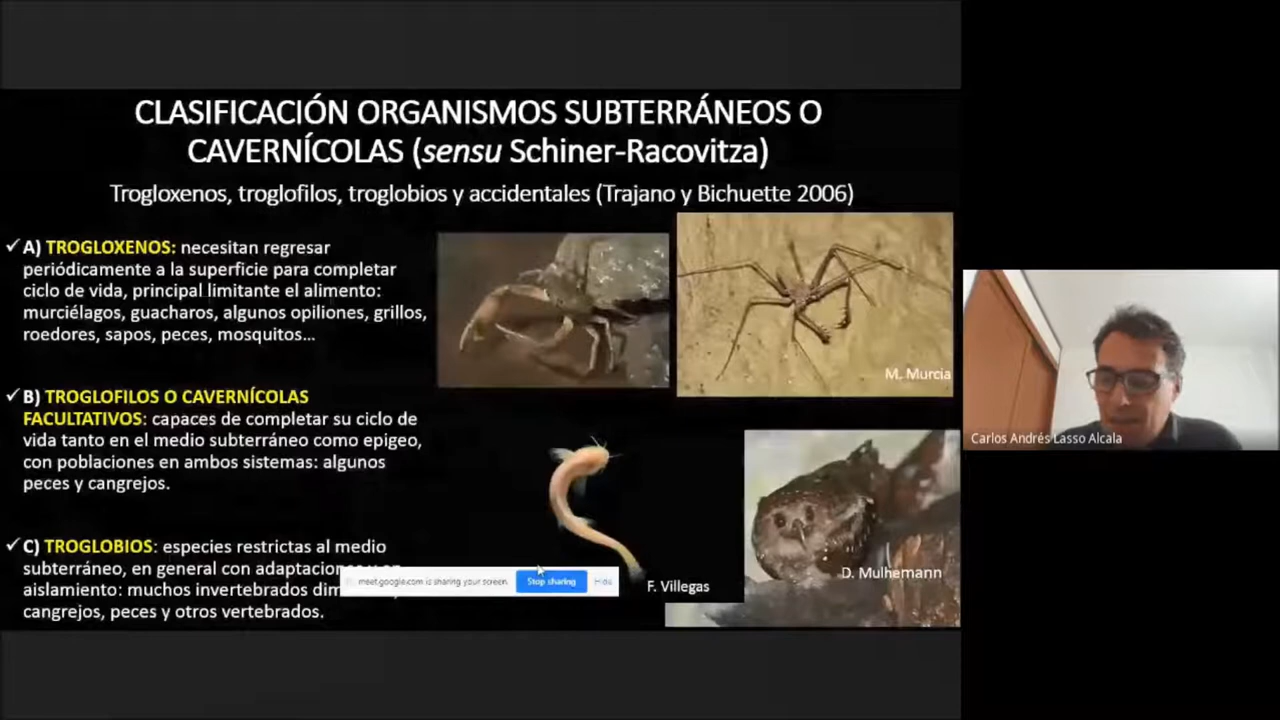 CLASIFICACIÓN ORGANISMOS SUBTERRÁNEOS O
CAVERNÍCOLAS (sensu Schiner-Racovitza)
Trogloxenos, troglofilos, troglobios y accidentales (Trajano y Bichuette 2006)
✓A) TROGLOXENOS: necesitan regresar
periódicamente a la superficie para completar
ciclo de vida, principal limitante el alimento:
murciélagos, guacharos, algunos opiliones, grillos,
roedores, sapos, peces, mosquitos...
✓B) TROGLOFILOS O CAVERNÍCOLAS
FACULTATIVOS: capaces de completar su ciclo de
vida tanto en el medio subterráneo como epigeo,
con poblaciones en ambos sistemas: algunos
peces y cangrejos.
✓C) TROGLOBIOS: especies restrictas al medio
subterráneo, en general con
aislamiento: muchos invertebrados
cangrejos, peces y otros vertebrados.
M. Murcia
F. Villegas
D. Mulhemann
meet.google.com is sharing your screen.
Stop sharing
Hide
Carlos Andrés Lasso Alcala